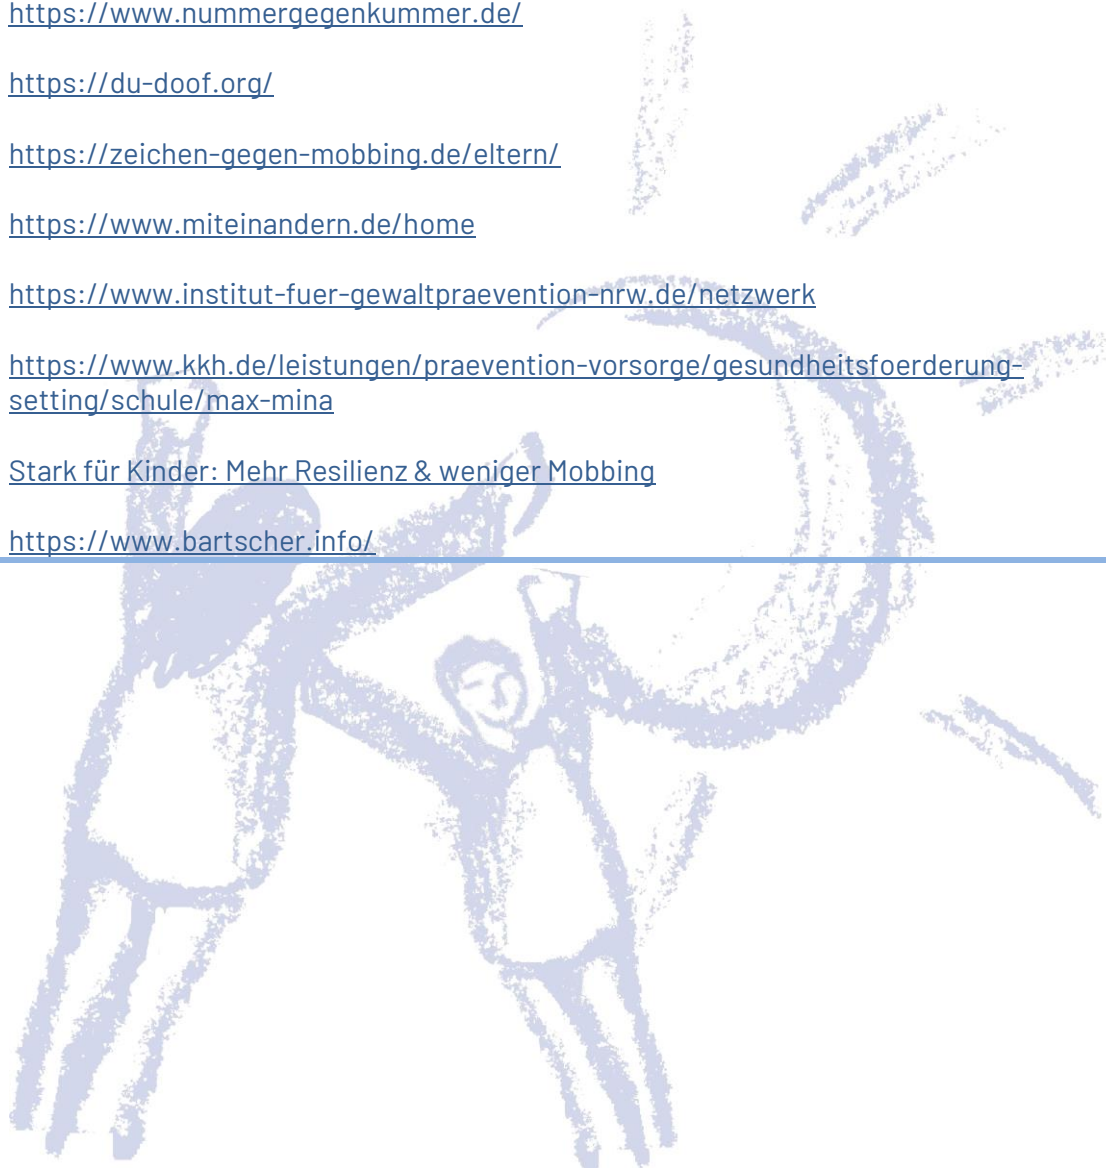 https://www.nummergegenkummer.de/
https://du-doof.org/
https://zeichen-gegen-mobbing.de/eltern/
https://www.miteinandern.de/home
https://www.institut-fuer-gewaltpraevention-nrw.de/netzwerk
https://www.kkh.de/leistungen/praevention-vorsorge/gesundheitsfoerderung-
setting/schule/max-mina
Stark für Kinder: Mehr Resilienz & weniger Mobbing
https://www.bartscher.info/